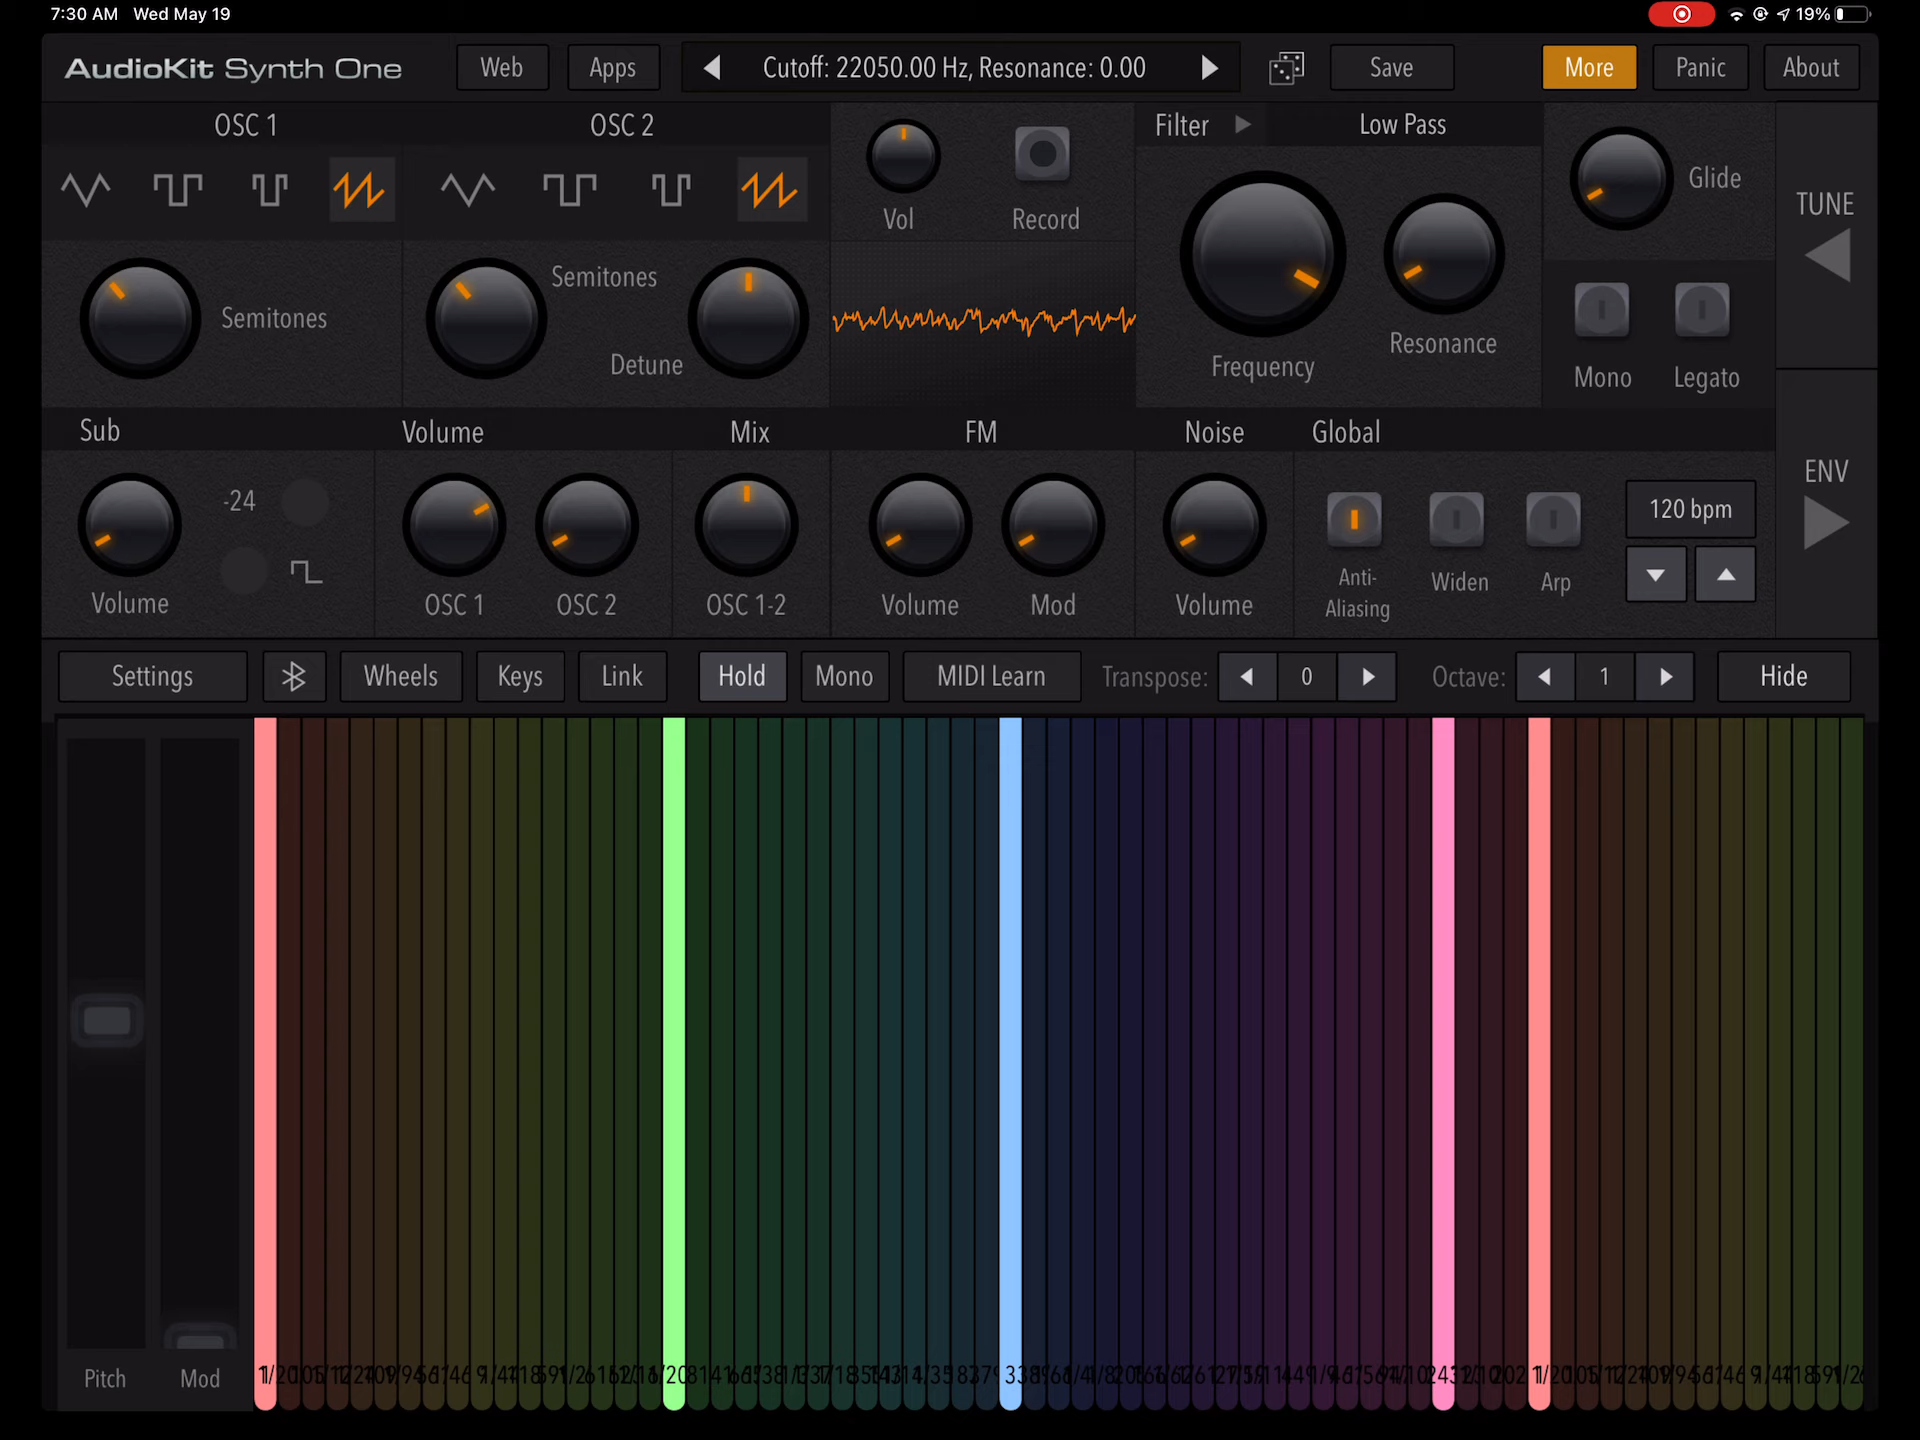 7:30 AM Wed May 19
19%
AudioKit Synth One
Web
Apps
Cutoff: 22050.00 Hz, Resonance: 0.00
Save
More
Panic
About
OSC 1
OSC 2
Vol
Record
Filter
Low Pass
Glide
TUNE
Semitones
Semitones
Detune
Frequency
Resonance
Mono
Legato
Sub
Volume
Mix
FM
Noise
Global
ENV
-24
120 bpm
Volume
OSC 1
OSC 2
OSC 1-2
Volume
Mod
Volume
Anti-
Aliasing
Widen
Arp
Settings
Wheels
Keys
Link
Hold
Mono
MIDI Learn
Transpose:
0
Octave:
1
Hide
Pitch
Mod